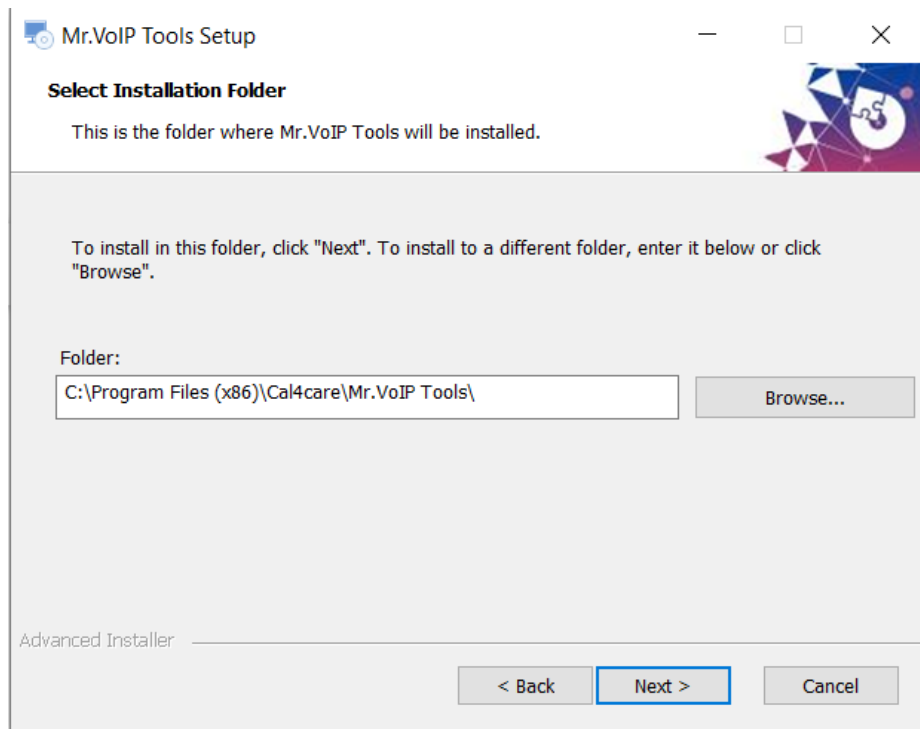 Mr.VoIP Tools Setup
Select Installation Folder
This is the folder where Mr.VoIP Tools will be installed.
To install in this folder, click "Next". To install to a different folder, enter it below or click
"Browse".
Folder:
C:\Program Files (x86)\Cal4care\Mr.VoIP Tools\
Browse...
Advanced Installer
< Back
Next >
Cancel